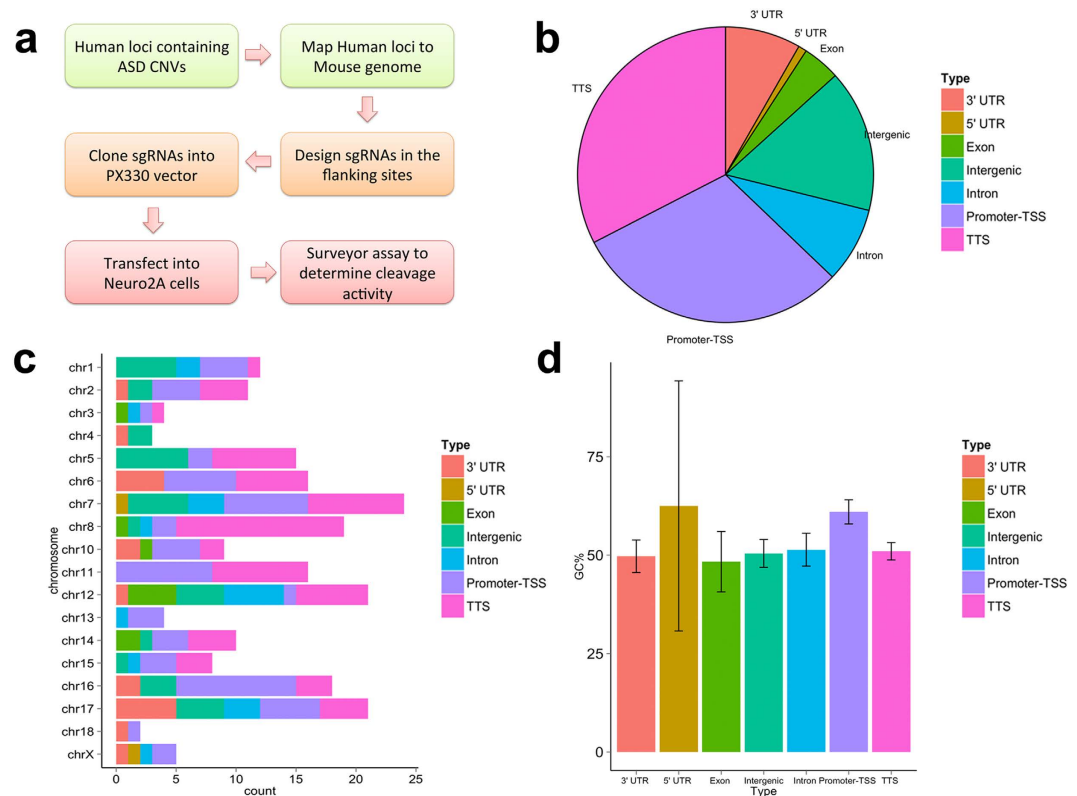 a
Human loci containing
ASD CNVs
Map Human loci to
Mouse genome
Clone sgRNAs into
PX330 vector
Design sgRNAs in the
flanking sites
Transfect into
Neuro2A cells
Surveyor assay to
determine cleavage
activity
b
3' UTR
5' UTR
Exon
TTS
Intergenic
Intron
Promoter-TSS
Type
3' UTR
5' UTR
Exon
Intergenic
Intron
Promoter-TSS
TTS
c
chromosome
chr1
chr2
chr3
chr4
chr5
chr6
chr7
chr8
chr10
chr11
chr12
chr13
chr14
chr15
chr16
chr17
chr18
chrX
0 5 10 15 20 25
count
Type
3' UTR
5' UTR
Exon
Intergenic
Intron
Promoter-TSS
TTS
d
GC%
75
50
25
0
3' UTR 5' UTR Exon Intergenic Intron Promoter-TSS TTS
Type
Type
3' UTR
5' UTR
Exon
Intergenic
Intron
Promoter-TSS
TTS